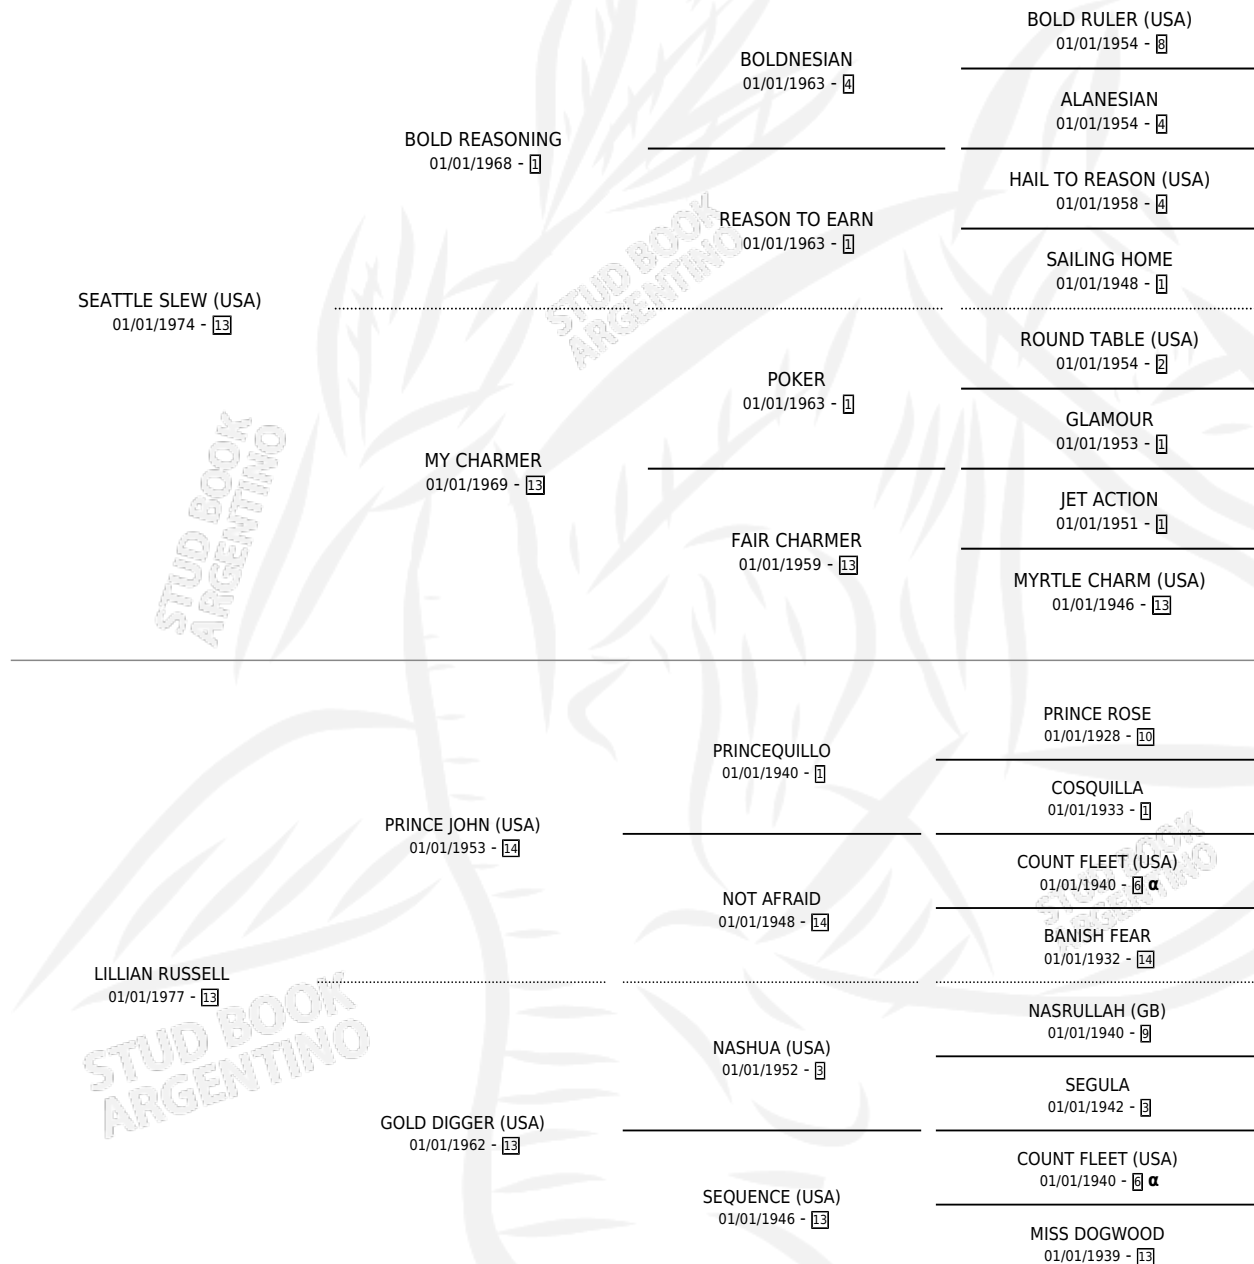 BOLD RULER (USA)
01/01/1954 - 8
BOLDNESIAN
01/01/1963 - 4
ALANESIAN
01/01/1954 - 4
BOLD REASONING
01/01/1968 - 1
HAIL TO REASON (USA)
01/01/1958 - 4
REASON TO EARN
01/01/1963 - 1
SAILING HOME
01/01/1948 - 1
STUD BOOK
ARGENTINO
SEATTLE SLEW (USA)
01/01/1974 - 13
ROUND TABLE (USA)
01/01/1954 - 2
POKER
01/01/1963 - 1
GLAMOUR
01/01/1953 - 1
MY CHARMER
01/01/1969 - 13
JET ACTION
01/01/1951 - 1
FAIR CHARMER
01/01/1959 - 13
MYRTLE CHARM (USA)
01/01/1946 - 13
STUD BOOK
ARGENTINO
PRINCE ROSE
01/01/1928 - 10
PRINCEQUILLO
01/01/1940 - 1
COSQUILLA
01/01/1933 - 1
PRINCE JOHN (USA)
01/01/1953 - 14
COUNT FLEET (USA)
01/01/1940 - 6 α
NOT AFRAID
01/01/1948 - 14
BANISH FEAR
01/01/1932 - 14
STUD BOOK
ARGENTINO
LILLIAN RUSSELL
01/01/1977 - 13
NASRULLAH (GB)
01/01/1940 - 9
NASHUA (USA)
01/01/1952 - 3
SEGULA
01/01/1942 - 3
STUD BOOK
ARGENTINO
GOLD DIGGER (USA)
01/01/1962 - 13
COUNT FLEET (USA)
01/01/1940 - 6 α
SEQUENCE (USA)
01/01/1946 - 13
MISS DOGWOOD
01/01/1939 - 13